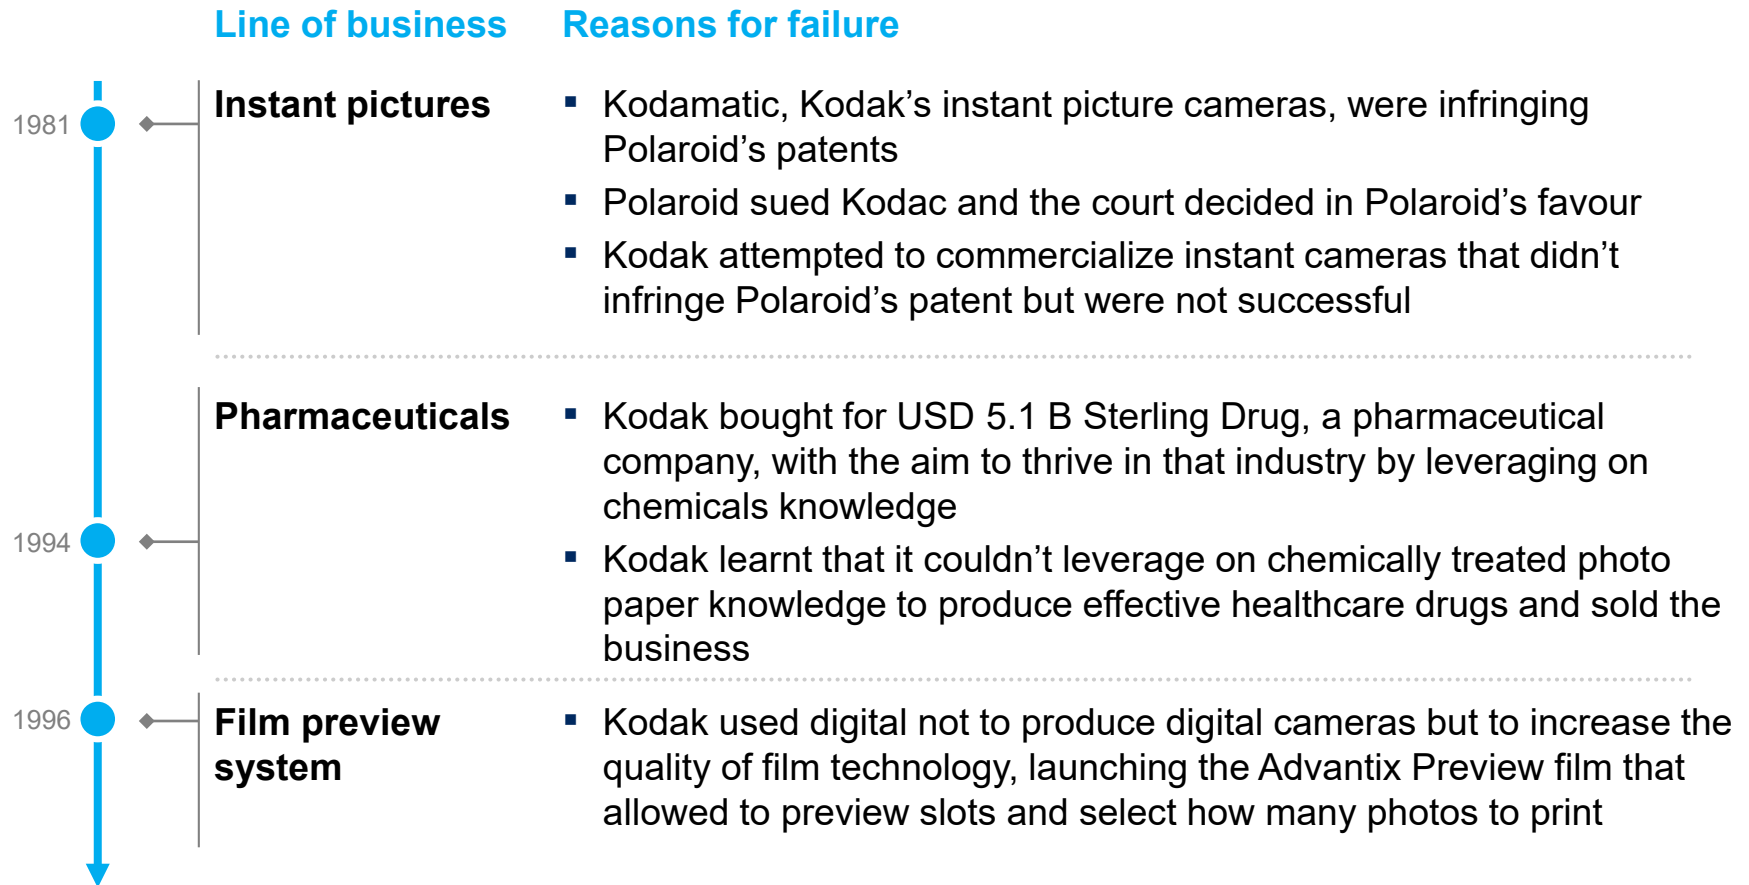 Line of business
Reasons for failure
1981
Instant pictures
▪ Kodamatic, Kodak’s instant picture cameras, were infringing
Polaroid’s patents
▪ Polaroid sued Kodac and the court decided in Polaroid’s favour
▪ Kodak attempted to commercialize instant cameras that didn’t
infringe Polaroid’s patent but were not successful
1994
Pharmaceuticals
▪ Kodak bought for USD 5.1 B Sterling Drug, a pharmaceutical
company, with the aim to thrive in that industry by leveraging on
chemicals knowledge
▪ Kodak learnt that it couldn’t leverage on chemically treated photo
paper knowledge to produce effective healthcare drugs and sold the
business
1996
Film preview
system
▪ Kodak used digital not to produce digital cameras but to increase the
quality of film technology, launching the Advantix Preview film that
allowed to preview slots and select how many photos to print